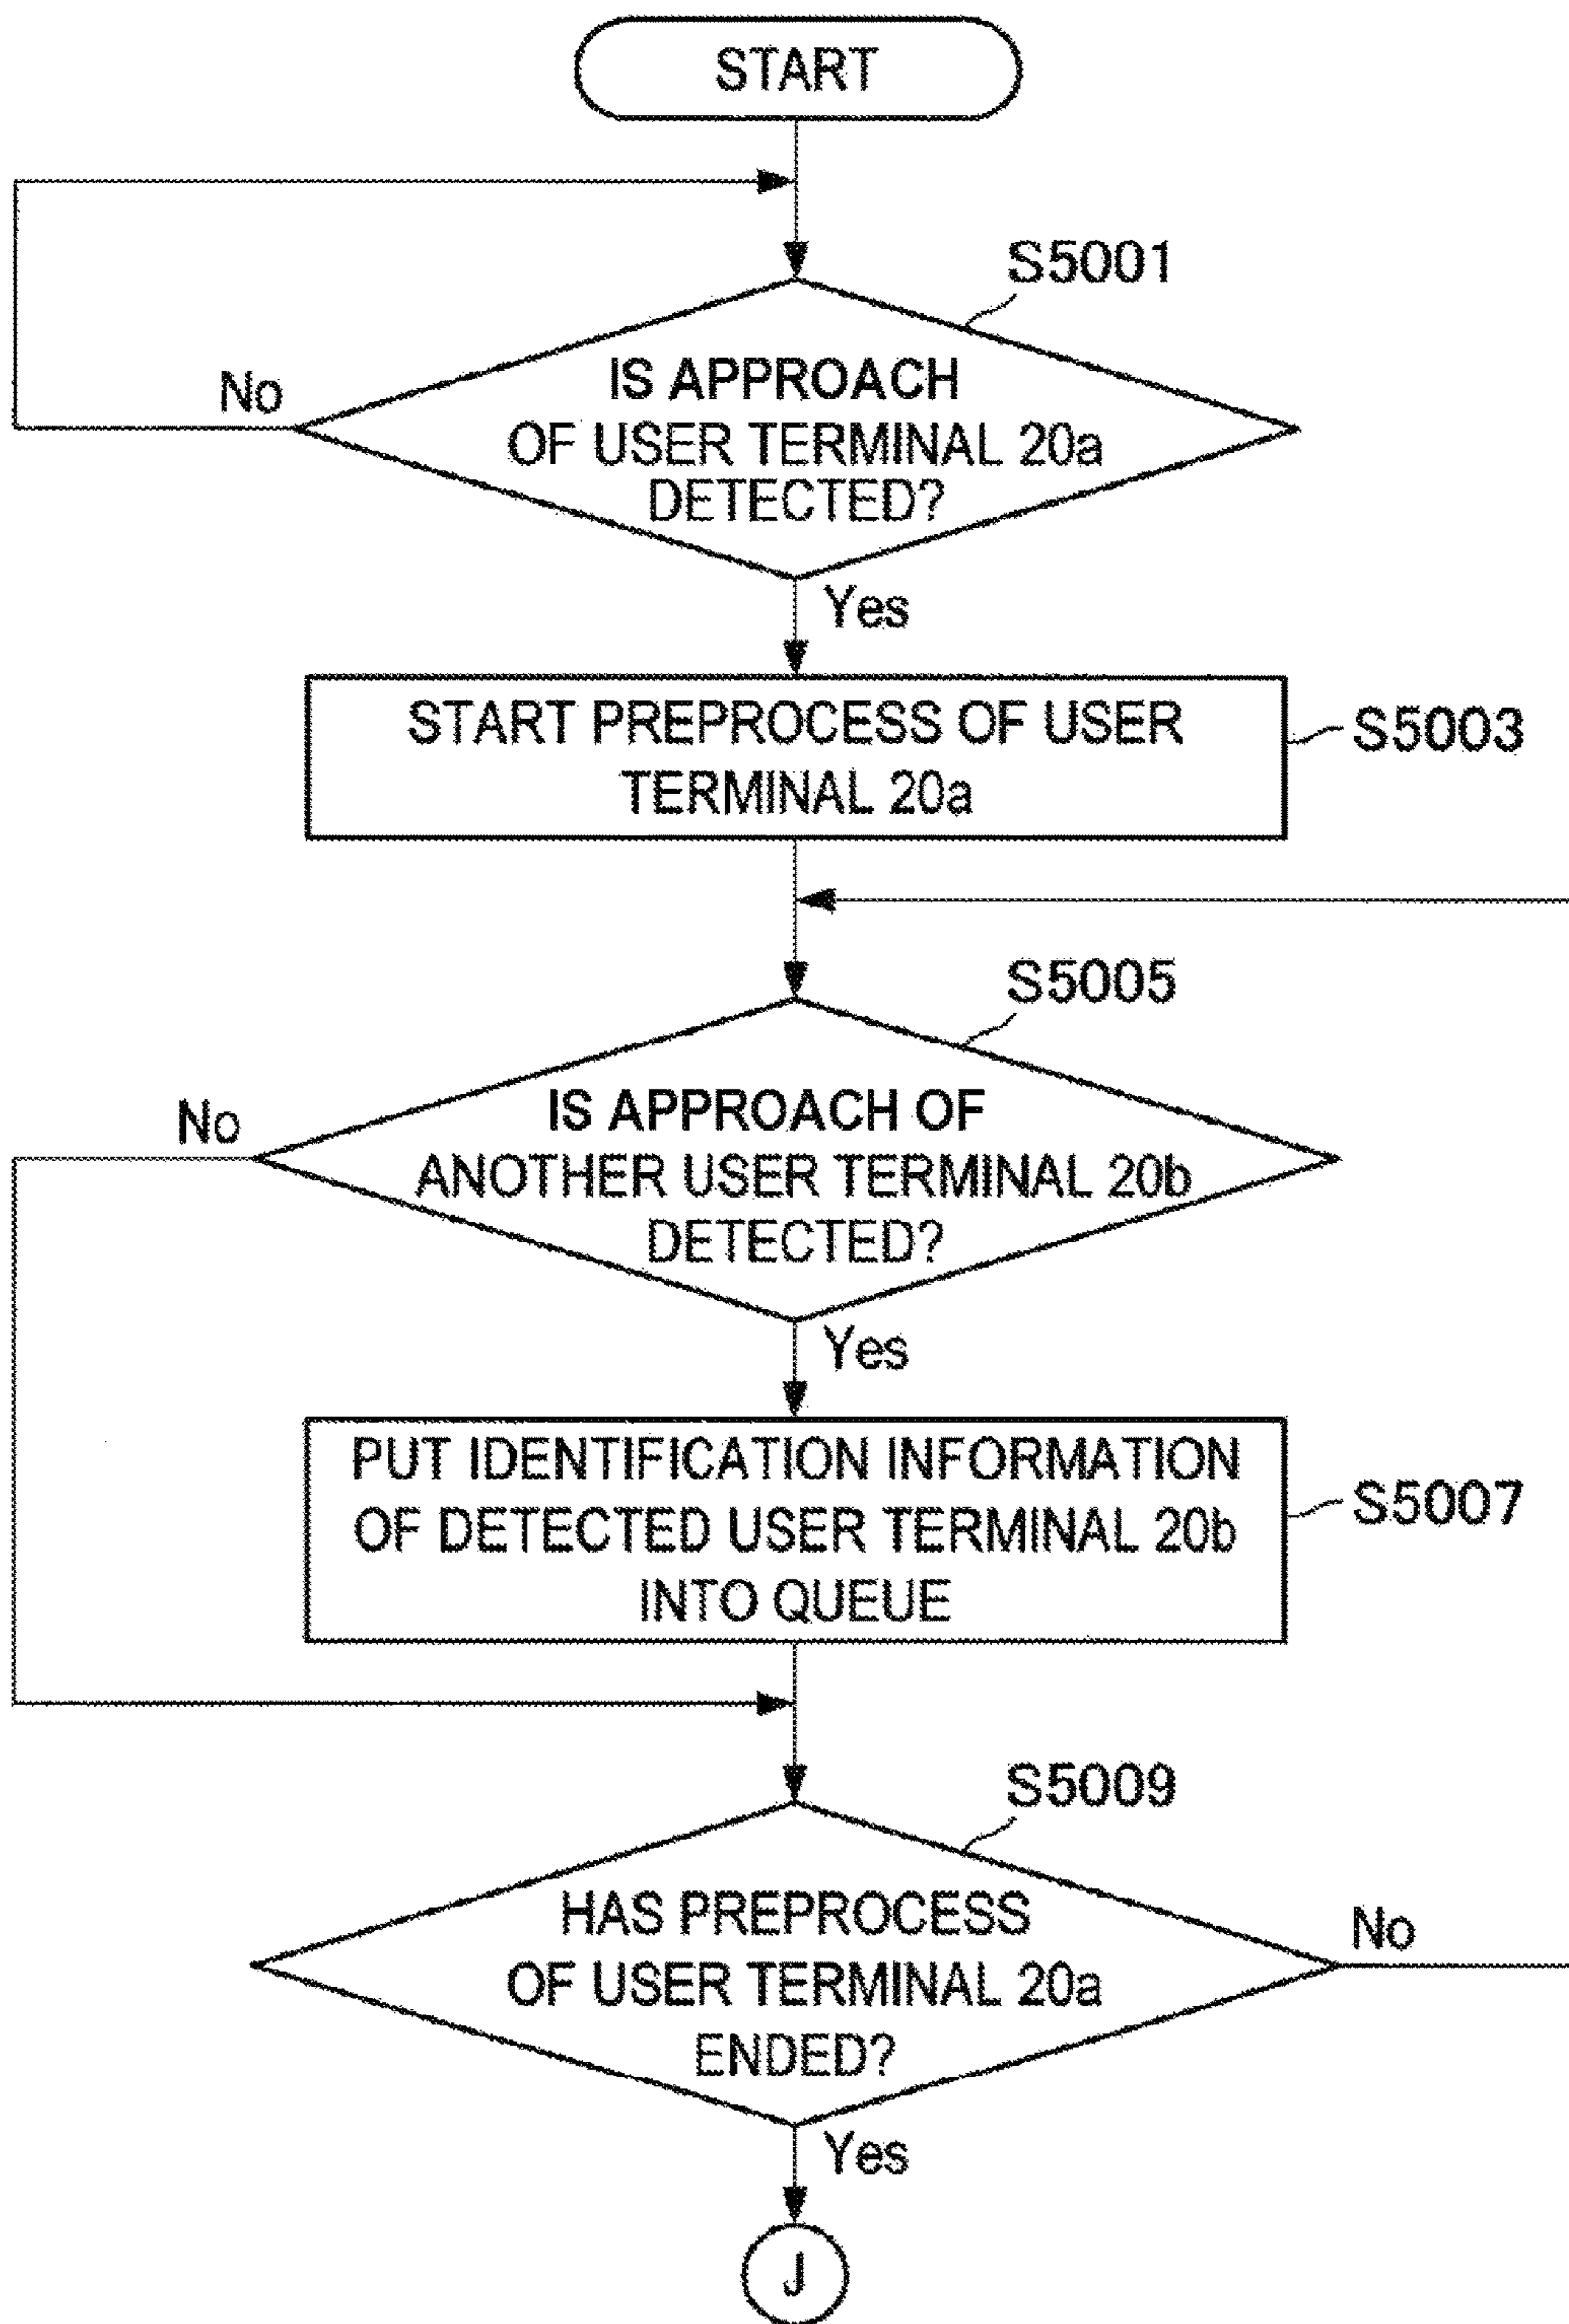 START
S5001
IS APPROACH
OF USER TERMINAL 20a
DETECTED?
No
Yes
START PREPROCESS OF USER
TERMINAL 20a
S5003
S5005
IS APPROACH OF
ANOTHER USER TERMINAL 20b
DETECTED?
No
Yes
PUT IDENTIFICATION INFORMATION
OF DETECTED USER TERMINAL 20b
INTO QUEUE
S5007
S5009
HAS PREPROCESS
OF USER TERMINAL 20a
ENDED?
No
Yes
J